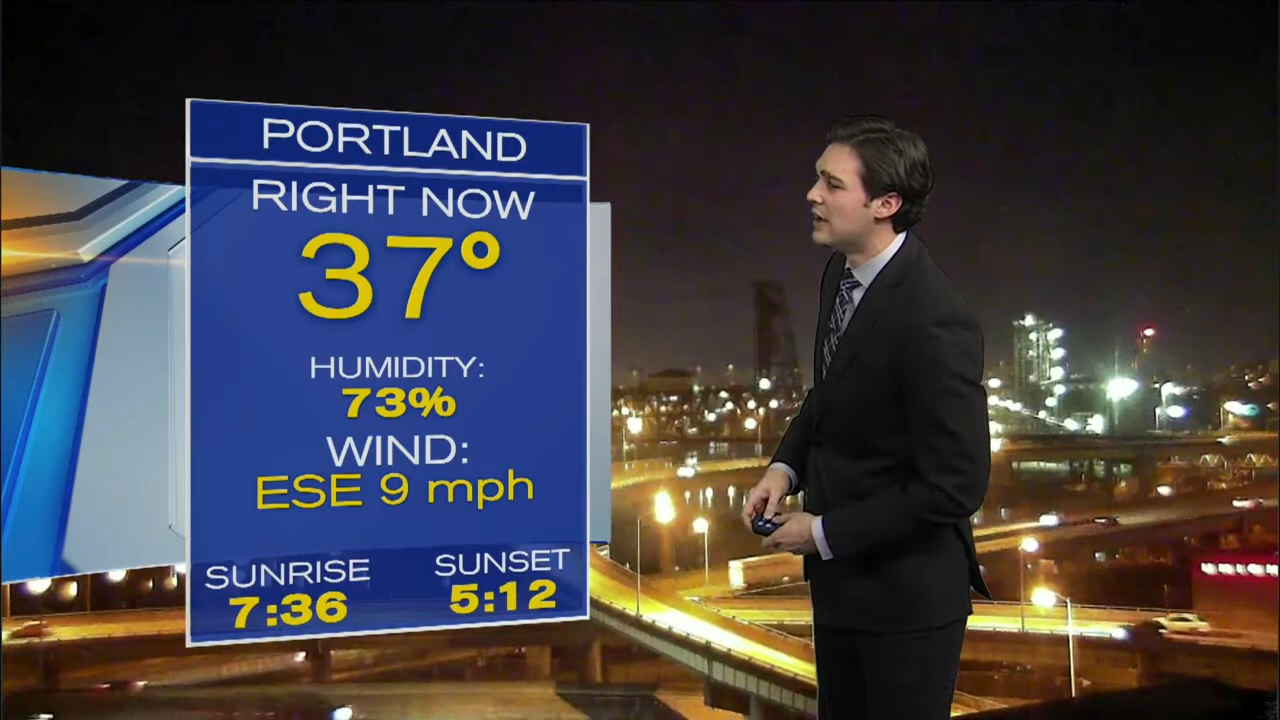 PORTLAND
RIGHT NOW
37°
HUMIDITY:
73%
WIND:
ESE 9 mph
SUNRISE SUNSET
7:36 5:12